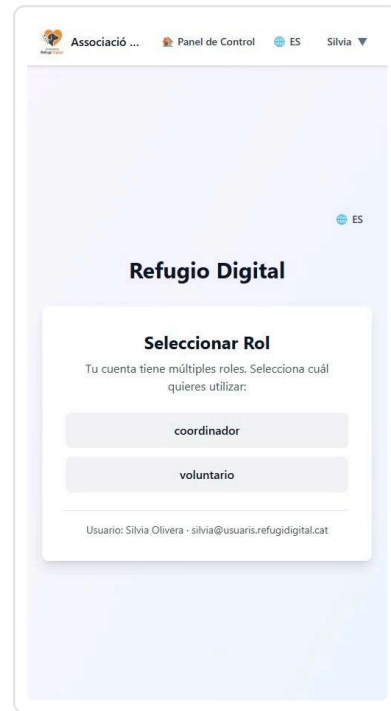 Associació ... Panel de Control ES Silvia ▼
ES
Refugio Digital
Seleccionar Rol
Tu cuenta tiene múltiples roles. Selecciona cuál
quieres utilizar:
coordinador
voluntario
Usuario: Silvia Olivera · silvia@usuaris.refugidigital.cat